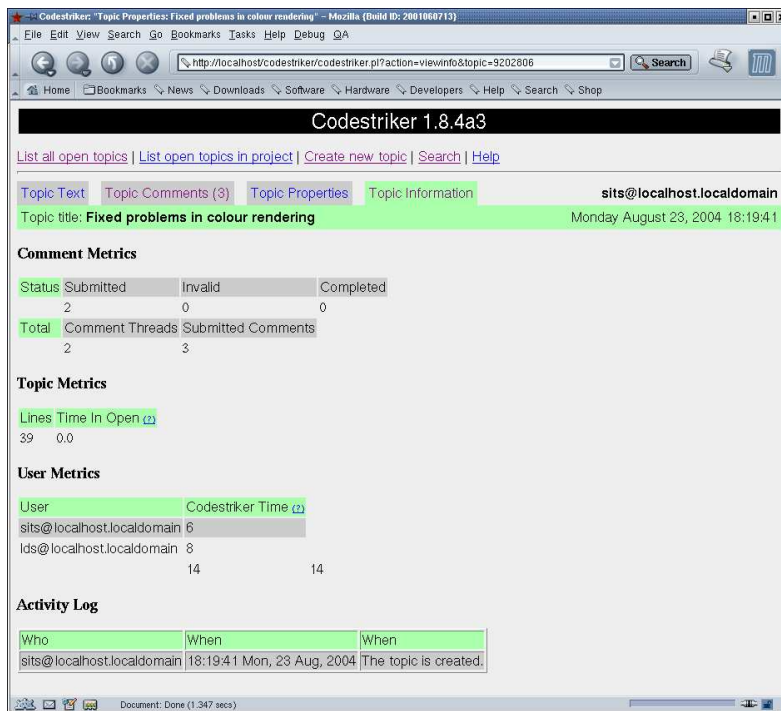 Codestriker: "Topic Properties: Fixed problems in colour rendering" – Mozilla {Build ID: 2001060713}
File Edit View Search Go Bookmarks Tasks Help Debug QA
http://localhost/codestriker/codestriker.pl?action=viewinfo&topic=9202806 Search
Home Bookmarks News Downloads Software Hardware Developers Help Search Shop
Codestriker 1.8.4a3
List all open topics | List open topics in project | Create new topic | Search | Help
Topic Text Topic Comments (3) Topic Properties Topic Information sits@localhost.localdomain
Topic title: Fixed problems in colour rendering Monday August 23, 2004 18:19:41
Comment Metrics
Status Submitted Invalid Completed
2 0 0
Total Comment Threads Submitted Comments
2 3
Topic Metrics
Lines Time In Open (?)
39 0.0
User Metrics
User Codestriker Time (?)
sits@localhost.localdomain 6
lds@localhost.localdomain 8
14 14
Activity Log
Who When When
sits@localhost.localdomain 18:19:41 Mon, 23 Aug, 2004 The topic is created.
Document: Done (1.347 secs)